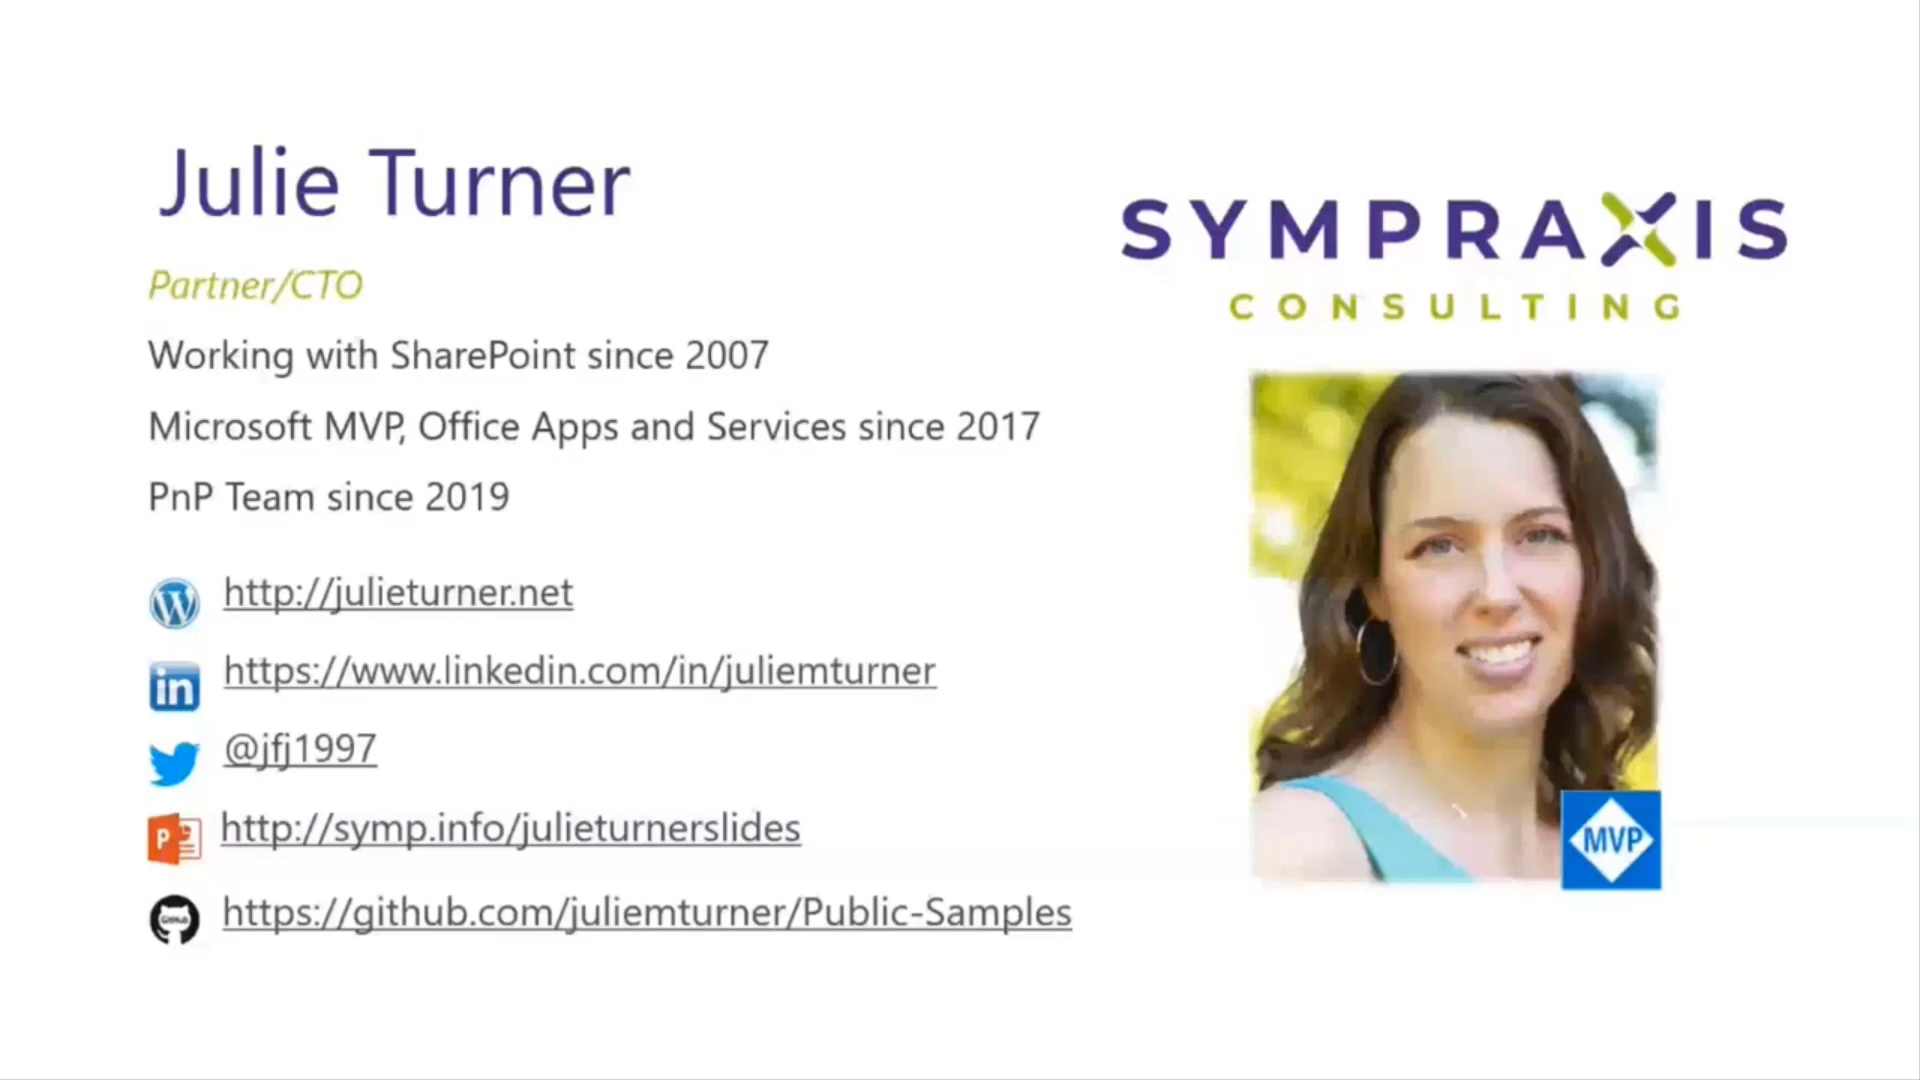 Julie Turner
Partner/CTO
Working with SharePoint since 2007
Microsoft MVP, Office Apps and Services since 2017
PnP Team since 2019
http://julieturner.net
in
https://www.linkedin.com/in/juliemturner
@jfj1997
P
http://symp.info/julieturnerslides
GitHub
https://github.com/juliemturner/Public-Samples
SYMPRAXIS
CONSULTING
MVP